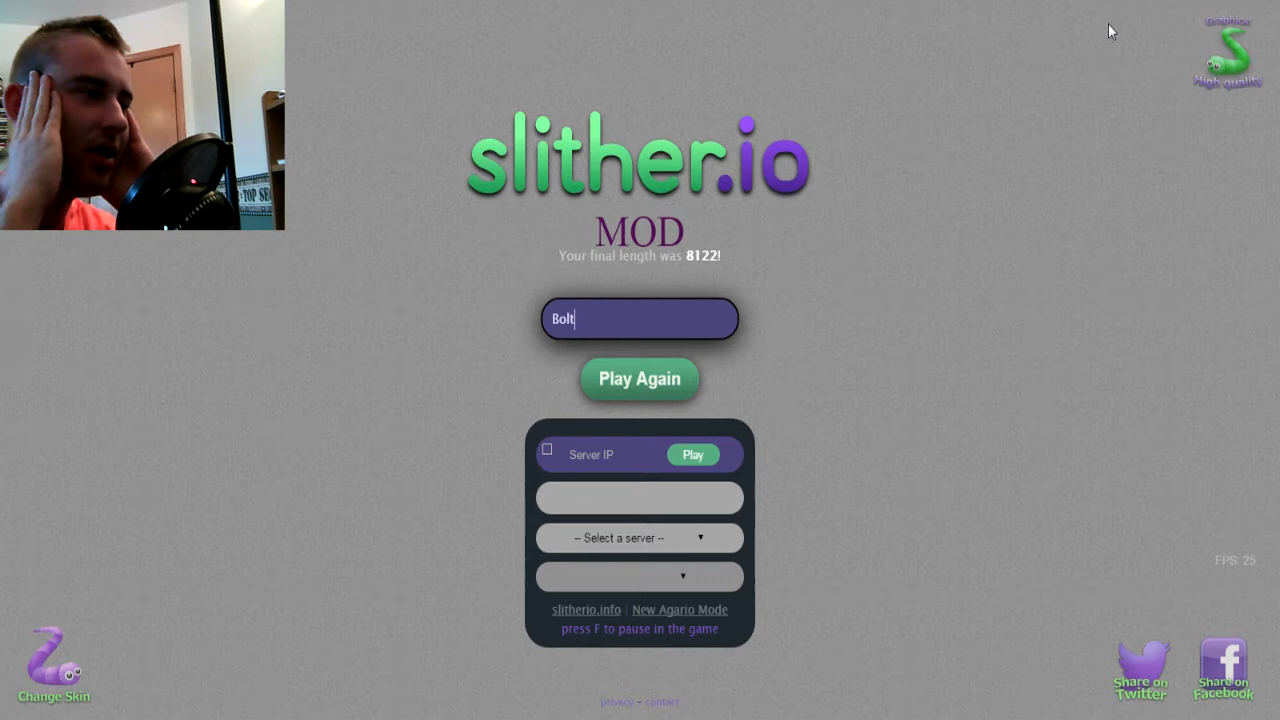 Graphics
High quality
TOP SE
slither.io
MOD
Your final length was 8122!
Bolt
Play Again
Server IP Play
-- Select a server --
FPS: 25
slitherio.info | New Agario Mode
press F to pause in the game
Change Skin
Share on Twitter
Share on Facebook
privacy - contact